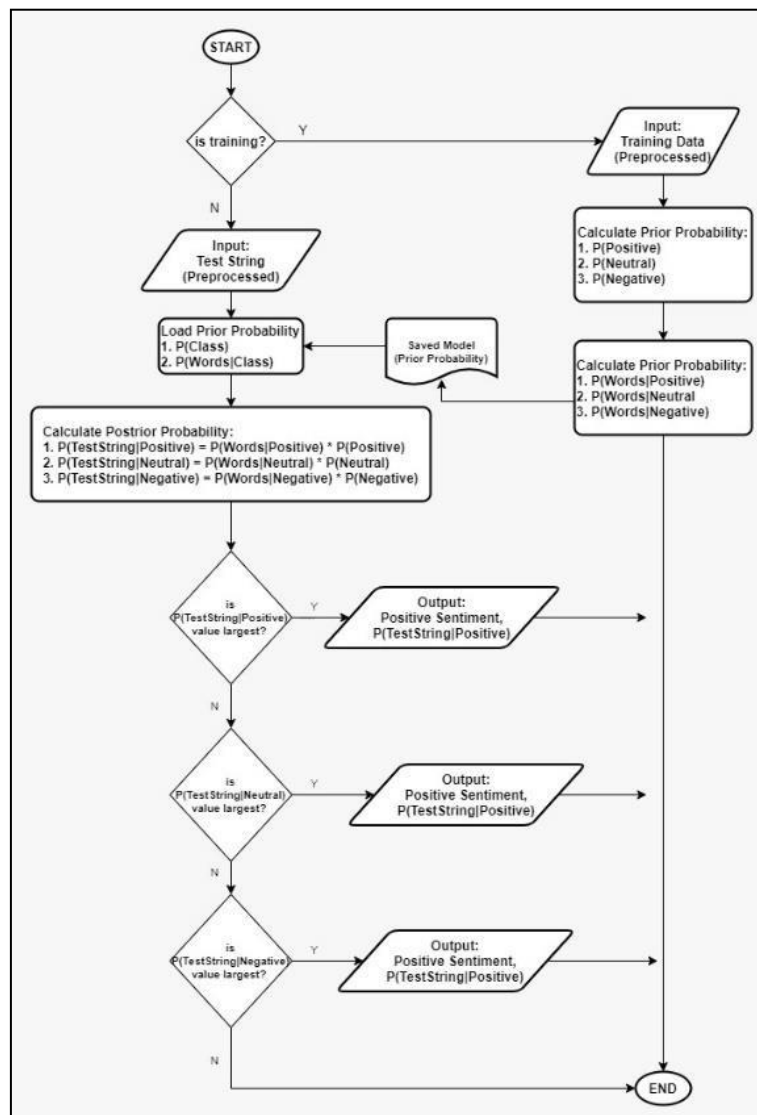 START
is training?
Y
Input:
Training Data
(Preprocessed)
N
Input:
Test String
(Preprocessed)
Calculate Prior Probability:
1. P(Positive)
2. P(Neutral)
3. P(Negative)
Load Prior Probability
1. P(Class)
2. P(Words|Class)
Saved Model
(Prior Probability)
Calculate Prior Probability:
1. P(Words|Positive)
2. P(Words|Neutral
3. P(Words|Negative)
Calculate Postrior Probability:
1. P(TestString|Positive) = P(Words|Positive) * P(Positive)
2. P(TestString|Neutral) = P(Words|Neutral) * P(Neutral)
3. P(TestString|Negative) = P(Words|Negative) * P(Negative)
is
P(TestString|Positive)
value largest?
Y
Output:
Positive Sentiment,
P(TestString|Positive)
N
is
P(TestString|Neutral)
value largest?
Y
Output:
Positive Sentiment,
P(TestString|Positive)
N
is
P(TestString|Negative)
value largest?
Y
Output:
Positive Sentiment,
P(TestString|Positive)
N
END